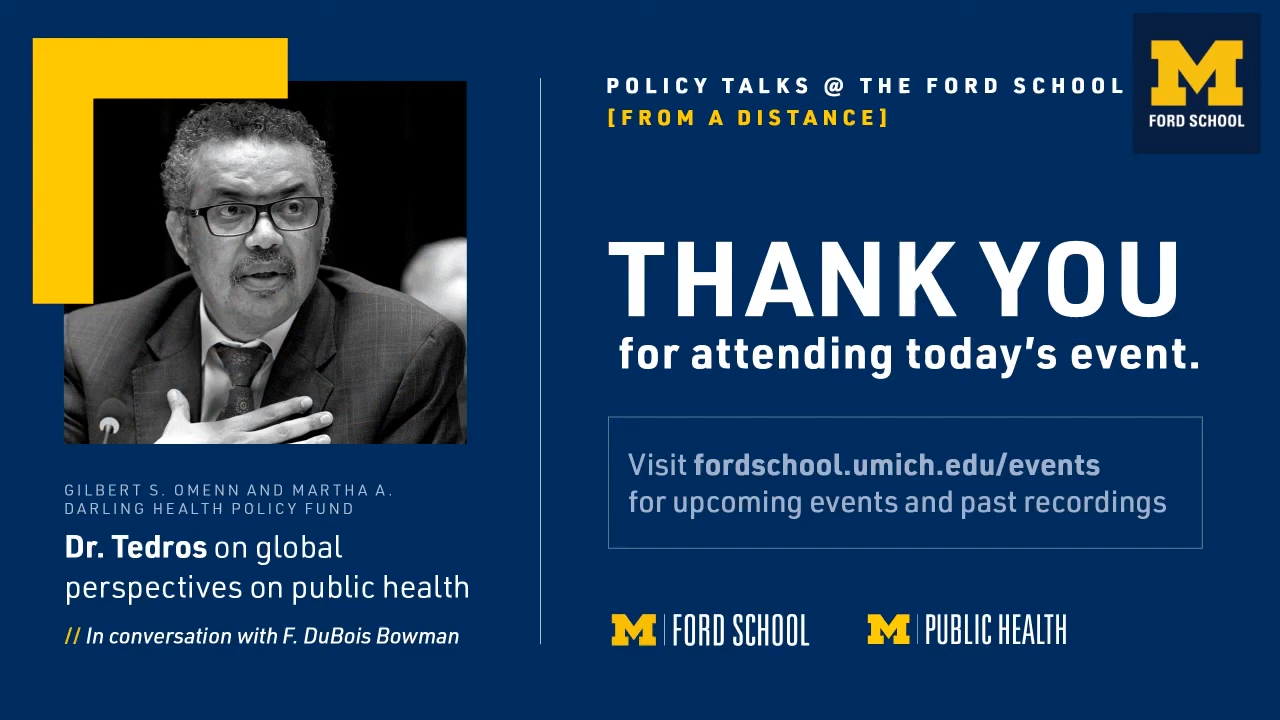 POLICY TALKS @ THE FORD SCHOOL
[FROM A DISTANCE]
M
FORD SCHOOL
THANK YOU
for attending today’s event.
Visit fordschool.umich.edu/events
for upcoming events and past recordings
GILBERT S. OMENN AND MARTHA A.
DARLING HEALTH POLICY FUND
Dr. Tedros on global
perspectives on public health
// In conversation with F. DuBois Bowman
M | FORD SCHOOL
M | PUBLIC HEALTH